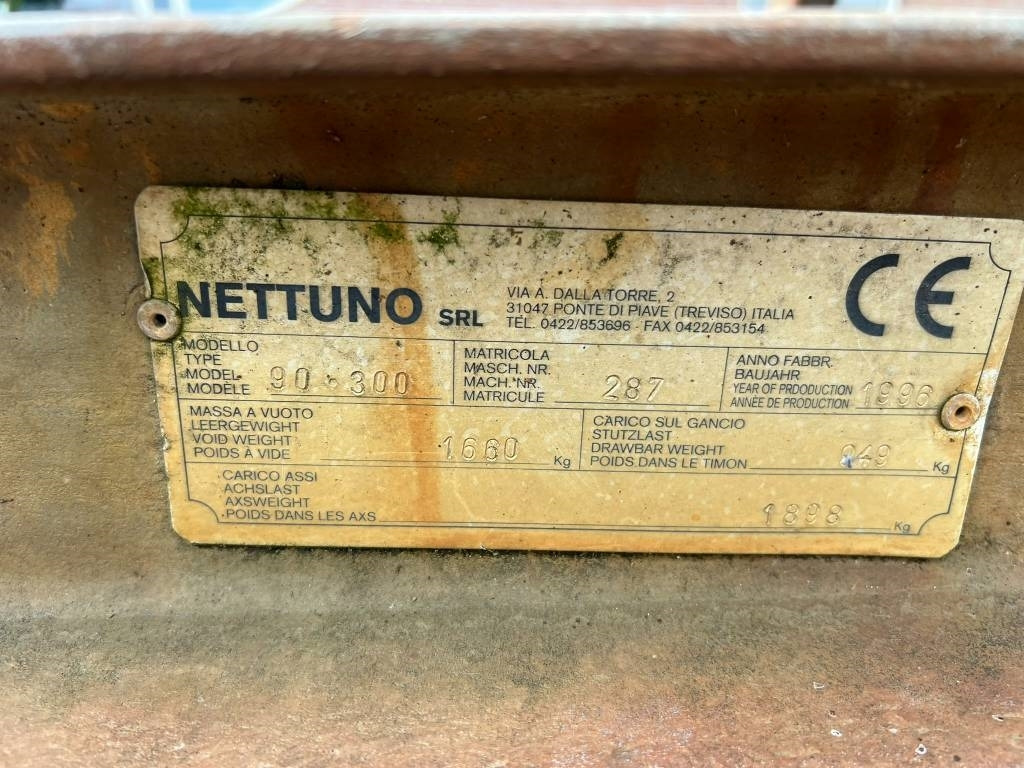 NETTUNO SRL
VIA A. DALLA TORRE, 2
31047 PONTE DI PIAVE (TREVISO) ITALIA
TEL. 0422/853696 - FAX 0422/853154
CE
MODELLO
TYPE
MODEL
MODÈLE 90·300
MATRICOLA
MASCH. NR.
MACH. NR.
MATRICULE 287
ANNO FABBR.
BAUJAHR
YEAR OF PRDODUCTION
ANNÉE DE PRODUCTION 1996
MASSA A VUOTO
LEERGEWIGHT
VOID WEIGHT
POIDS À VIDE 1660 Kg
CARICO SUL GANCIO
STUTZLAST
DRAWBAR WEIGHT
POIDS DANS LE TIMON Kg
CARICO ASSI
ACHSLAST
AXSWEIGHT
POIDS DANS LES AXS 1898 Kg